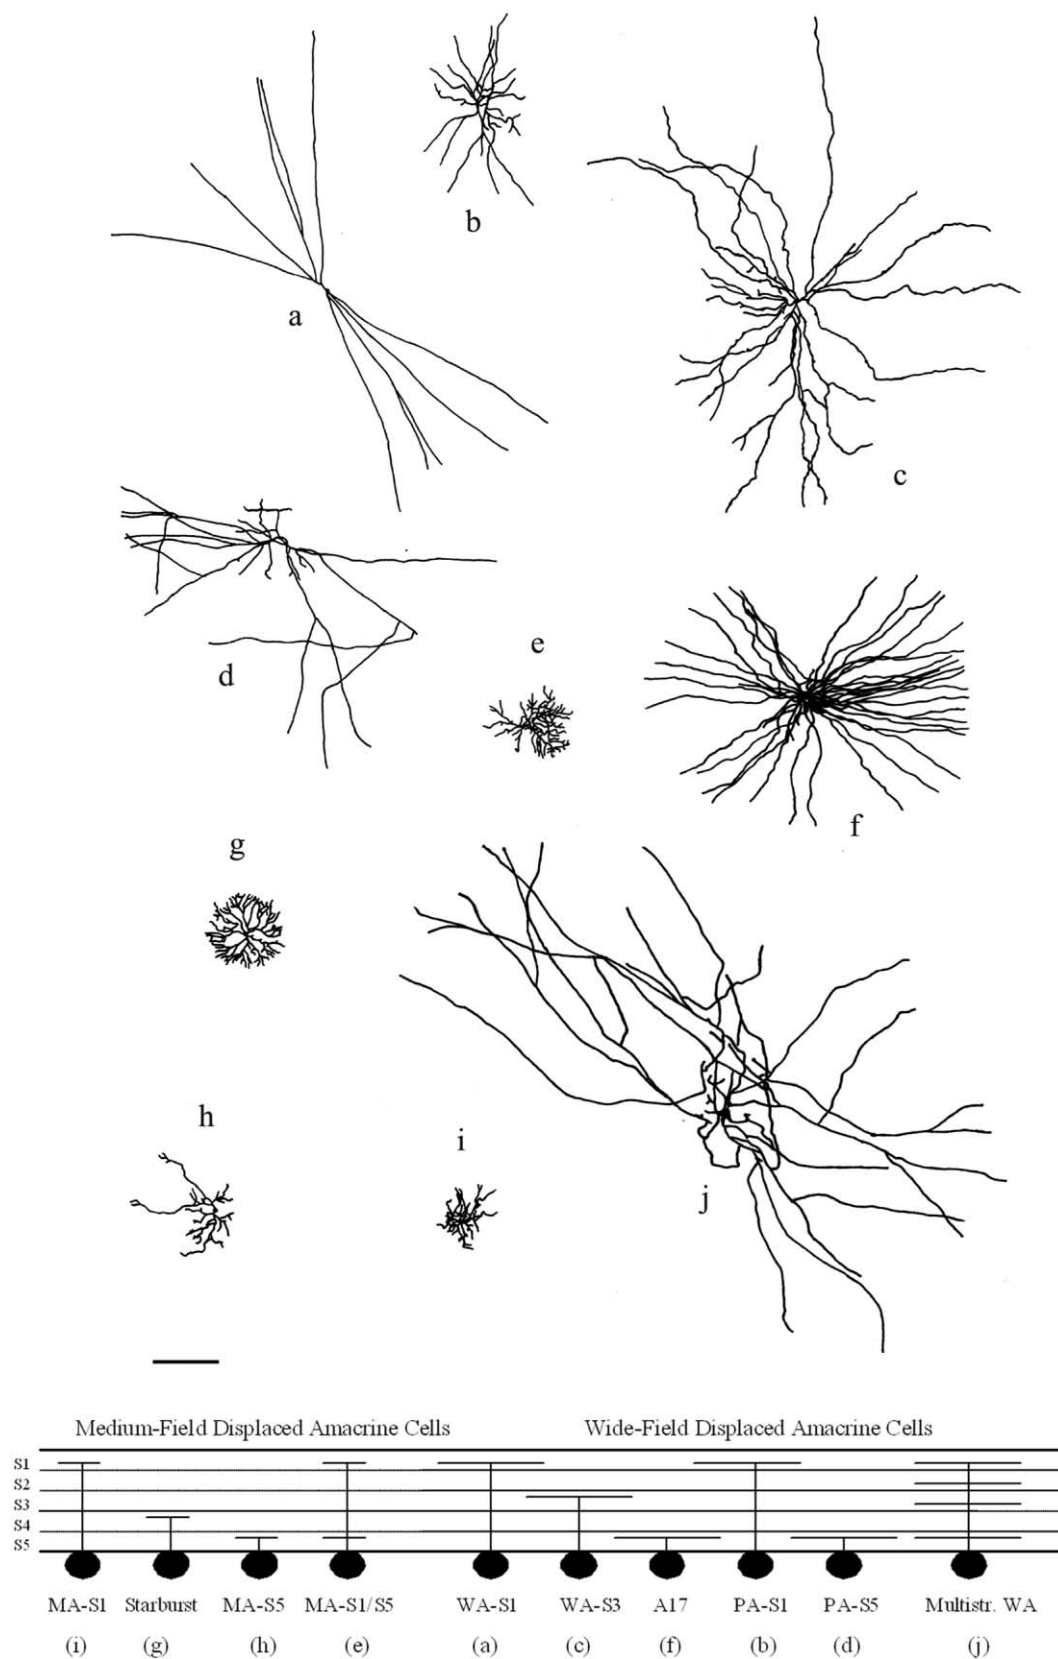 b
a
c
d
e
f
g
h
i
j
Medium-Field Displaced Amacrine Cells Wide-Field Displaced Amacrine Cells
S1
S2
S3
S4
S5
MA-S1 Starburst MA-S5 MA-S1/S5 WA-S1 WA-S3 A17 PA-S1 PA-S5 Multistr. WA
(i) (g) (h) (e) (a) (c) (f) (b) (d) (j)